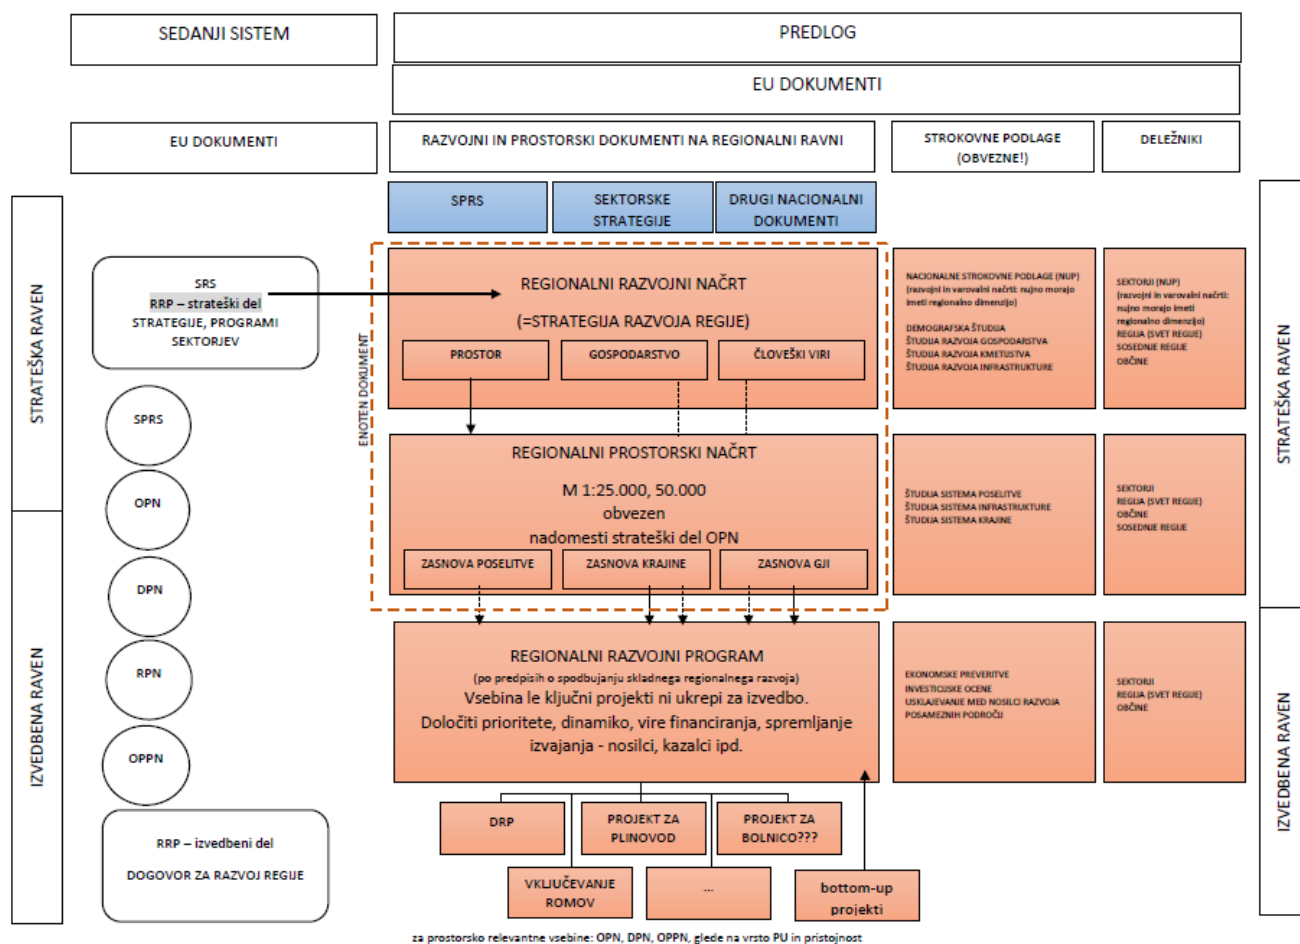 SEDANJI SISTEM
PREDLOG
EU DOKUMENTI
EU DOKUMENTI
RAZVOJNI IN PROSTORSKI DOKUMENTI NA REGIONALNI RAVNI
STROKOVNE PODLAGE
(OBVEZNE!)
DELEŽNIKI
SPRS
SEKTORSKE
STRATEGIJE
DRUGI NACIONALNI
DOKUMENTI
STRATEŠKA RAVEN
IZVEDBENA RAVEN
SRS
RRP – strateški del
STRATEGIJE, PROGRAMI
SEKTORJEV
SPRS
OPN
DPN
RPN
OPPN
RRP – izvedbeni del
DOGOVOR ZA RAZVOJ REGIJE
ENOTEN DOKUMENT
REGIONALNI RAZVOJNI NAČRT
(=STRATEGIJA RAZVOJA REGIJE)
PROSTOR
GOSPODARSTVO
ČLOVEŠKI VIRI
REGIONALNI PROSTORSKI NAČRT
M 1:25.000, 50.000
obvezen
nadomesti strateški del OPN
ZASNOVA POSELITVE
ZASNOVA KRAJINE
ZASNOVA GJI
REGIONALNI RAZVOJNI PROGRAM
(po predpisih o spodbujanju skladnega regionalnega razvoja)
Vsebina le ključni projekti ni ukrepi za izvedbo.
Določiti prioritete, dinamiko, vire financiranja, spremljanje
izvajanja - nosilci, kazalci ipd.
DRP
PROJEKT ZA
PLINOVOD
PROJEKT ZA
BOLNICO???
VKLJUČEVANJE
ROMOV
...
bottom-up
projekti
NACIONALNE STROKOVNE PODLAGE (NUP)
(razvojni in varovalni načrti: nujno morajo
imeti regionalno dimenzijo)
DEMOGRAFSKA ŠTUDIJA
ŠTUDIJA RAZVOJA GOSPODARSTVA
ŠTUDIJA RAZVOJA KMETIJSTVA
ŠTUDIJA RAZVOJA INFRASTRUKTURE
SEKTORJI (NUP)
(razvojni in varovalni načrti:
nujno morajo imeti
regionalno dimenzijo)
REGIJA (SVET REGIJE)
SOSEDNJE REGIJE
OBČINE
ŠTUDIJA SISTEMA POSELITVE
ŠTUDIJA SISTEMA INFRASTRUKTURE
ŠTUDIJA SISTEMA KRAJINE
SEKTORJI
REGIJA (SVET REGIJE)
OBČINE
SOSEDNJE REGIJE
EKONOMSKE PREVERITVE
INVESTICIJSKE OCENE
USKLAJEVANJE MED NOSILCI RAZVOJA
POSAMEZNIH PODROČIJ
SEKTORJI
REGIJA (SVET REGIJE)
OBČINE
STRATEŠKA RAVEN
IZVEDBENA RAVEN
za prostorsko relevantne vsebine: OPN, DPN, OPPN, glede na vrsto PU in pristojnost